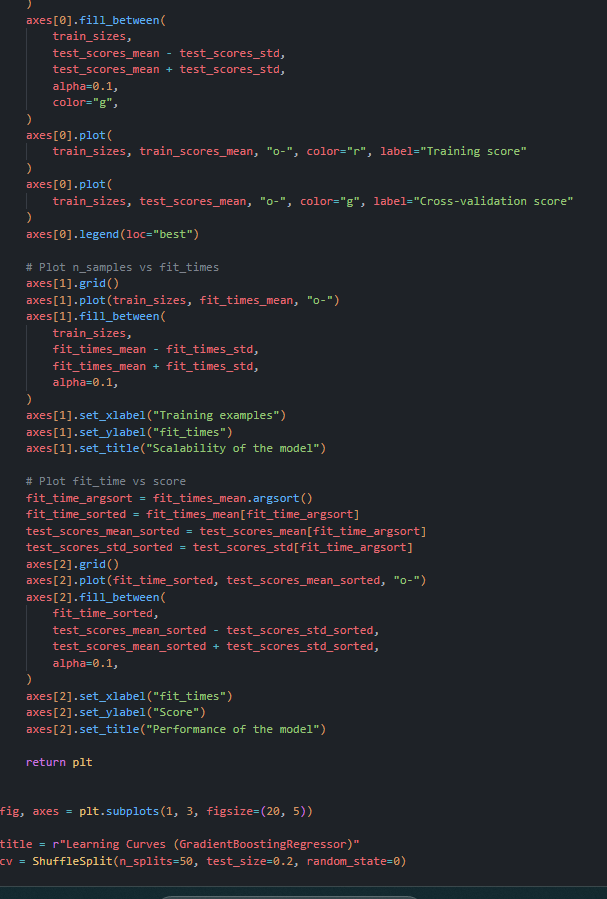 )
axes[0].fill_between(
train_sizes,
test_scores_mean - test_scores_std,
test_scores_mean + test_scores_std,
alpha=0.1,
color="g",
)
axes[0].plot(
train_sizes, train_scores_mean, "o-", color="r", label="Training score"
)
axes[0].plot(
train_sizes, test_scores_mean, "o-", color="g", label="Cross-validation score"
)
axes[0].legend(loc="best")
# Plot n_samples vs fit_times
axes[1].grid()
axes[1].plot(train_sizes, fit_times_mean, "o-")
axes[1].fill_between(
train_sizes,
fit_times_mean - fit_times_std,
fit_times_mean + fit_times_std,
alpha=0.1,
)
axes[1].set_xlabel("Training examples")
axes[1].set_ylabel("fit_times")
axes[1].set_title("Scalability of the model")
# Plot fit_time vs score
fit_time_argsort = fit_times_mean.argsort()
fit_time_sorted = fit_times_mean[fit_time_argsort]
test_scores_mean_sorted = test_scores_mean[fit_time_argsort]
test_scores_std_sorted = test_scores_std[fit_time_argsort]
axes[2].grid()
axes[2].plot(fit_time_sorted, test_scores_mean_sorted, "o-")
axes[2].fill_between(
fit_time_sorted,
test_scores_mean_sorted - test_scores_std_sorted,
test_scores_mean_sorted + test_scores_std_sorted,
alpha=0.1,
)
axes[2].set_xlabel("fit_times")
axes[2].set_ylabel("Score")
axes[2].set_title("Performance of the model")
return plt
fig, axes = plt.subplots(1, 3, figsize=(20, 5))
title = r"Learning Curves (GradientBoostingRegressor)"
cv = ShuffleSplit(n_splits=50, test_size=0.2, random_state=0)